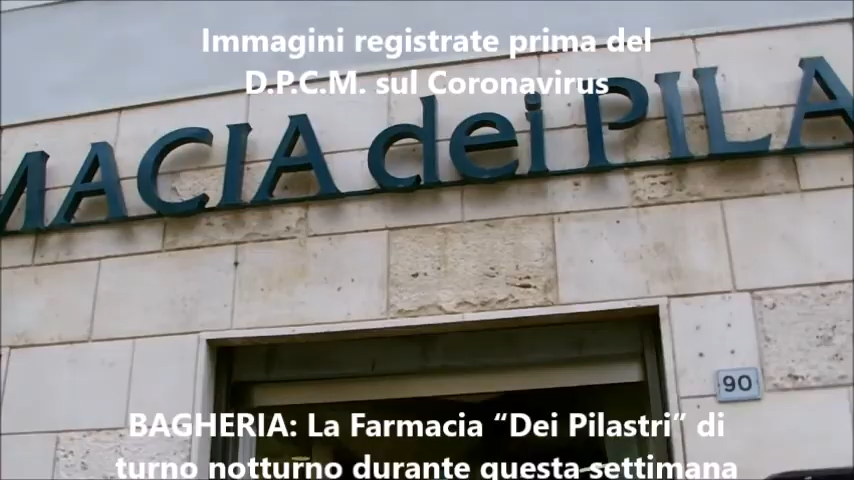 Immagini registrate prima del
D.P.C.M. sul Coronavirus
MACIA dei PILA
90
BAGHERIA: La Farmacia “Dei Pilastri” di
turno notturno durante questa settimana